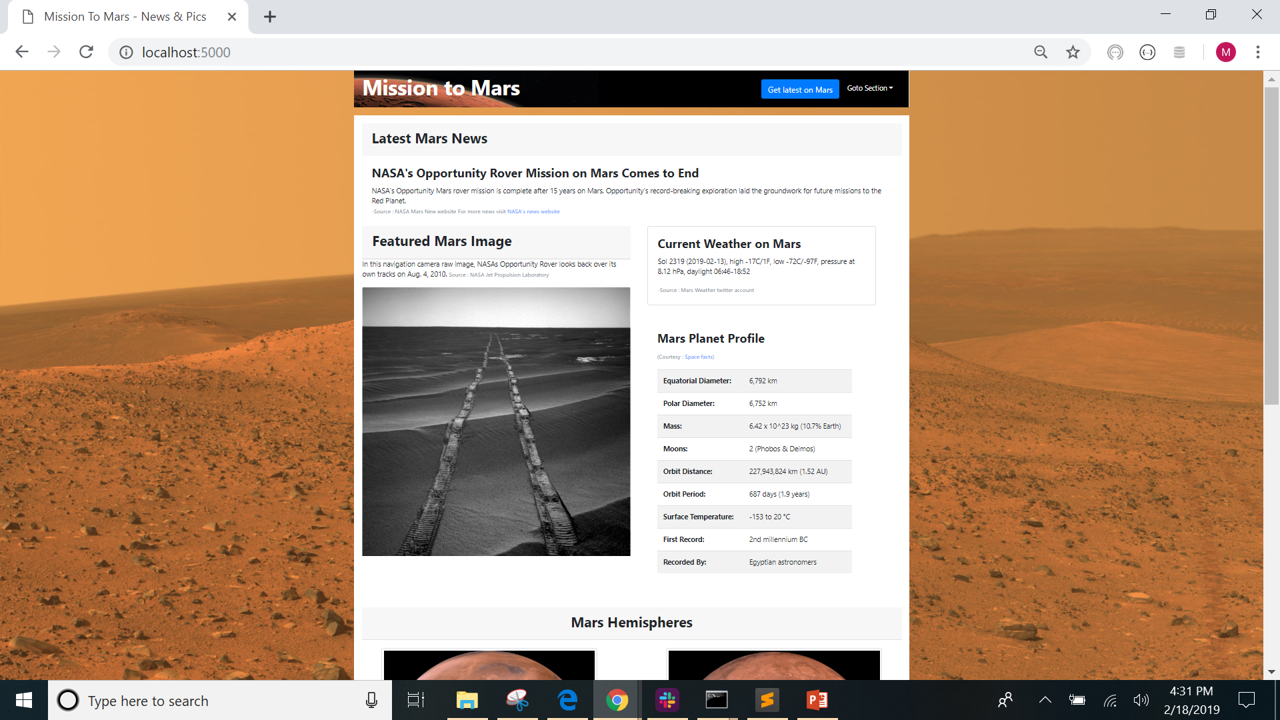 Mission To Mars - News & Pics
localhost:5000
M
Mission to Mars
Get latest on Mars
Goto Section
Latest Mars News
NASA's Opportunity Rover Mission on Mars Comes to End
NASA's Opportunity Mars rover mission is complete after 15 years on Mars. Opportunity's record-breaking exploration laid the groundwork for future missions to the
Red Planet.
-Source : NASA Mars New website For more news visit NASA's news website
Featured Mars Image
In this navigation camera raw image, NASAs Opportunity Rover looks back over its
own tracks on Aug. 4, 2010. Source : NASA Jet Propulsion Laboratory
Current Weather on Mars
Sol 2319 (2019-02-13), high -17C/1F, low -72C/-97F, pressure at
8.12 hPa, daylight 06:46-18:52
-Source : Mars Weather twitter account
Mars Planet Profile
(Courtesy : Space facts)
Equatorial Diameter: 6,792 km
Polar Diameter: 6,752 km
Mass: 6.42 x 10^23 kg (10.7% Earth)
Moons: 2 (Phobos & Deimos)
Orbit Distance: 227,943,824 km (1.52 AU)
Orbit Period: 687 days (1.9 years)
Surface Temperature: -153 to 20 °C
First Record: 2nd millennium BC
Recorded By: Egyptian astronomers
Mars Hemispheres
Type here to search
4:31 PM
2/18/2019